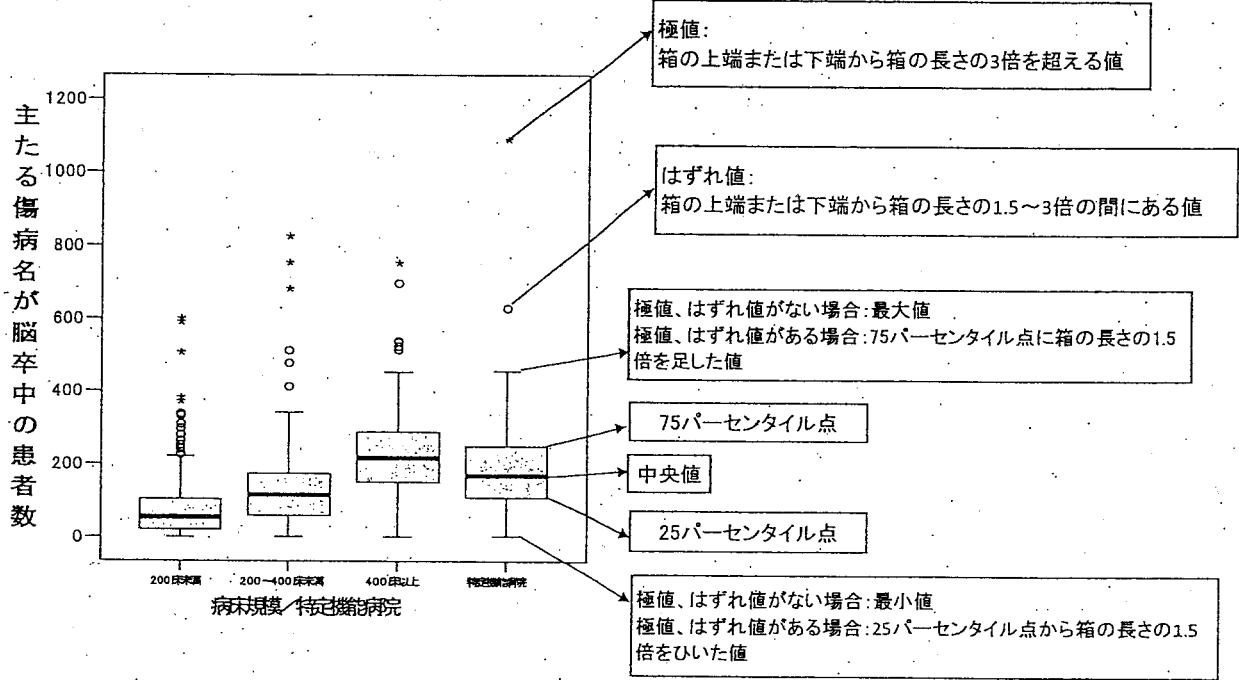 極値:
箱の上端または下端から箱の長さの3倍を超える値
はずれ値:
箱の上端または下端から箱の長さの1.5～3倍の間にある値
極値、はずれ値がない場合:最大値
極値、はずれ値がある場合:75パーセンタイル点に箱の長さの1.5
倍を足した値
75パーセンタイル点
中央値
25パーセンタイル点
極値、はずれ値がない場合:最小値
極値、はずれ値がある場合:25パーセンタイル点から箱の長さの1.5
倍をひいた値
主たる傷病名が脳卒中の患者数
1200
1000
800
600
400
200
0
200床未満
200～400床未満
400床以上
特定機能病院
病床規模／特定機能病院